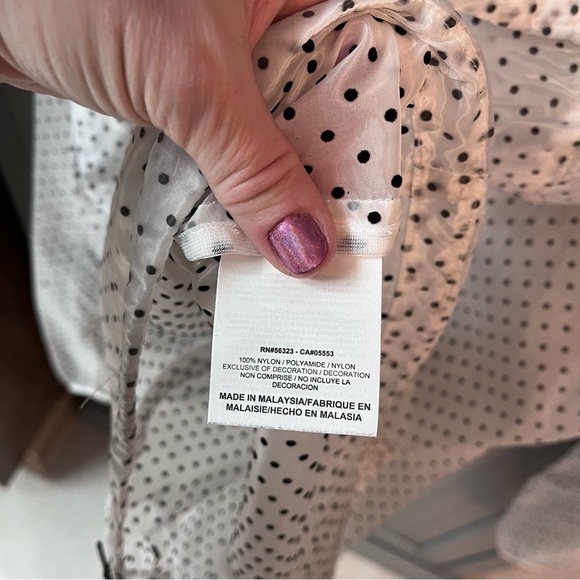 RN#56323 - CA#05553
100% NYLON / POLYAMIDE / NYLON
EXCLUSIVE OF DECORATION / DECORATION
NON COMPRISE / NO INCLUYE LA
DECORACION
MADE IN MALAYSIA/FABRIQUE EN
MALAISIE/HECHO EN MALASIA